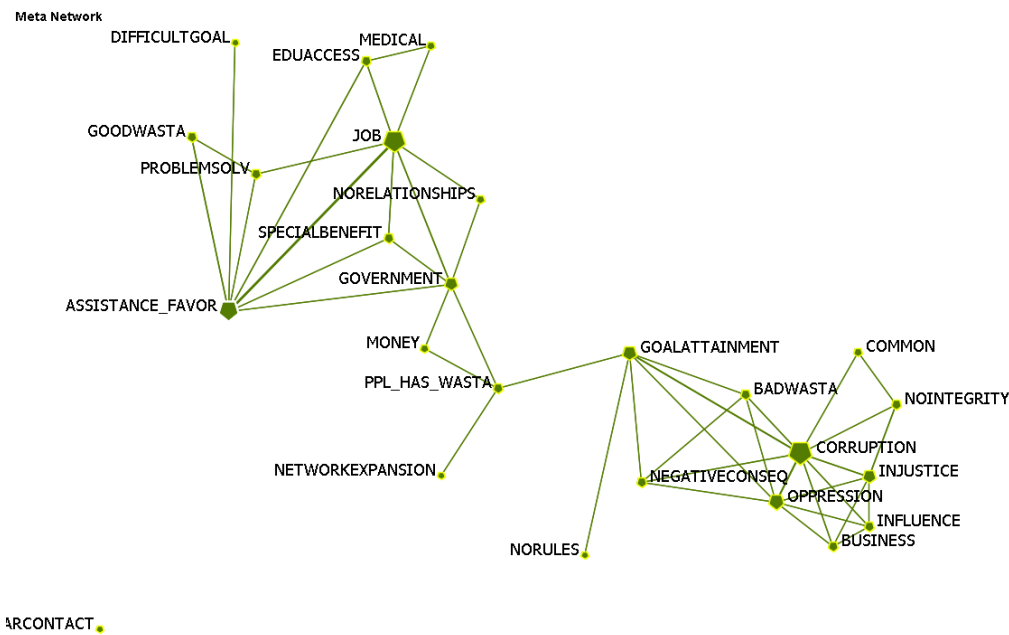 Meta Network
DIFFICULTGOAL
MEDICAL
EDUACCESS
GOODWASTA
JOB
PROBLEMSOLV
NORELATIONSHIPS
SPECIALBENEFIT
GOVERNMENT
ASSISTANCE_FAVOR
MONEY
GOALATTAINMENT
COMMON
PPL_HAS_WASTA
BADWASTA
NOINTEGRITY
CORRUPTION
NETWORKEXPANSION
NEGATIVECONSEQ
INJUSTICE
OPPRESSION
INFLUENCE
BUSINESS
NORULES
ARCONTACT